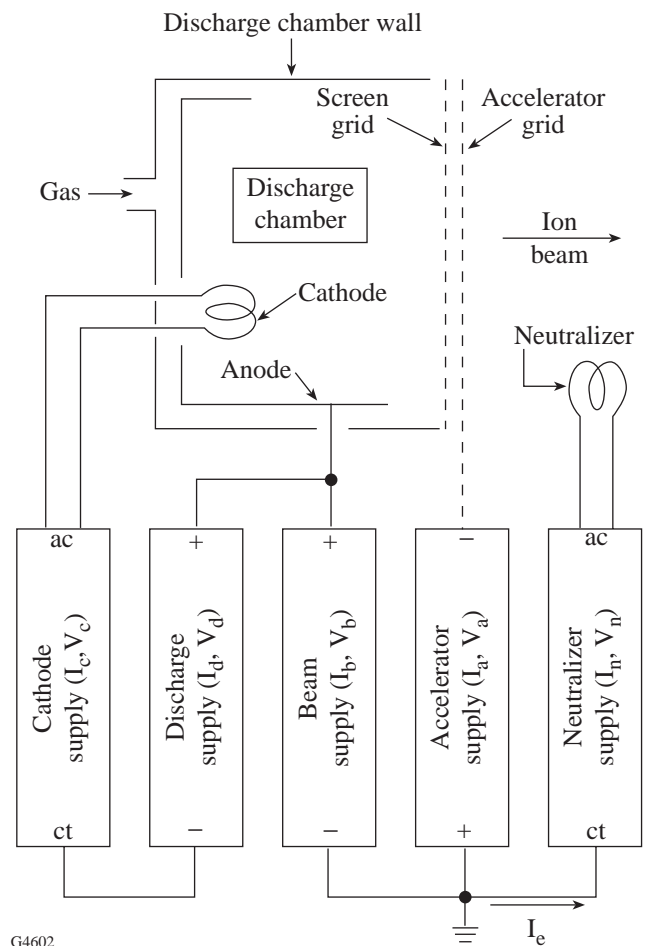 Discharge chamber wall
Screen
grid
Accelerator
grid
Gas
Discharge
chamber
Ion
beam
Cathode
Neutralizer
Anode
ac
+
+
−
ac
Cathode
supply (I_c, V_c)
Discharge
supply (I_d, V_d)
Beam
supply (I_b, V_b)
Accelerator
supply (I_a, V_a)
Neutralizer
supply (I_n, V_n)
ct
−
−
+
ct
I_e
G4602